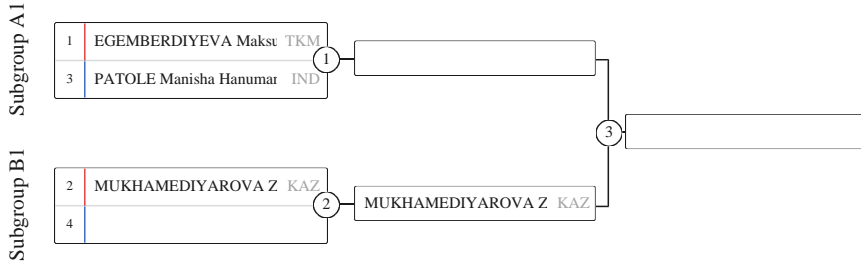 Subgroup A1
1 EGEMBERDIYEVA Maksu TKM
3 PATOLE Manisha Hanumar IND
1
3
Subgroup B1
2 MUKHAMEDIYAROVA Z KAZ
4
2
MUKHAMEDIYAROVA Z KAZ